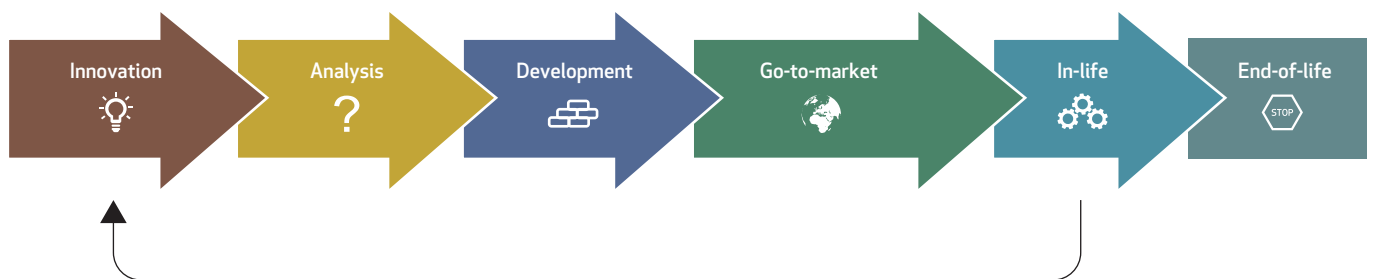 Innovation
Analysis
?
Development
Go-to-market
In-life
End-of-life
STOP